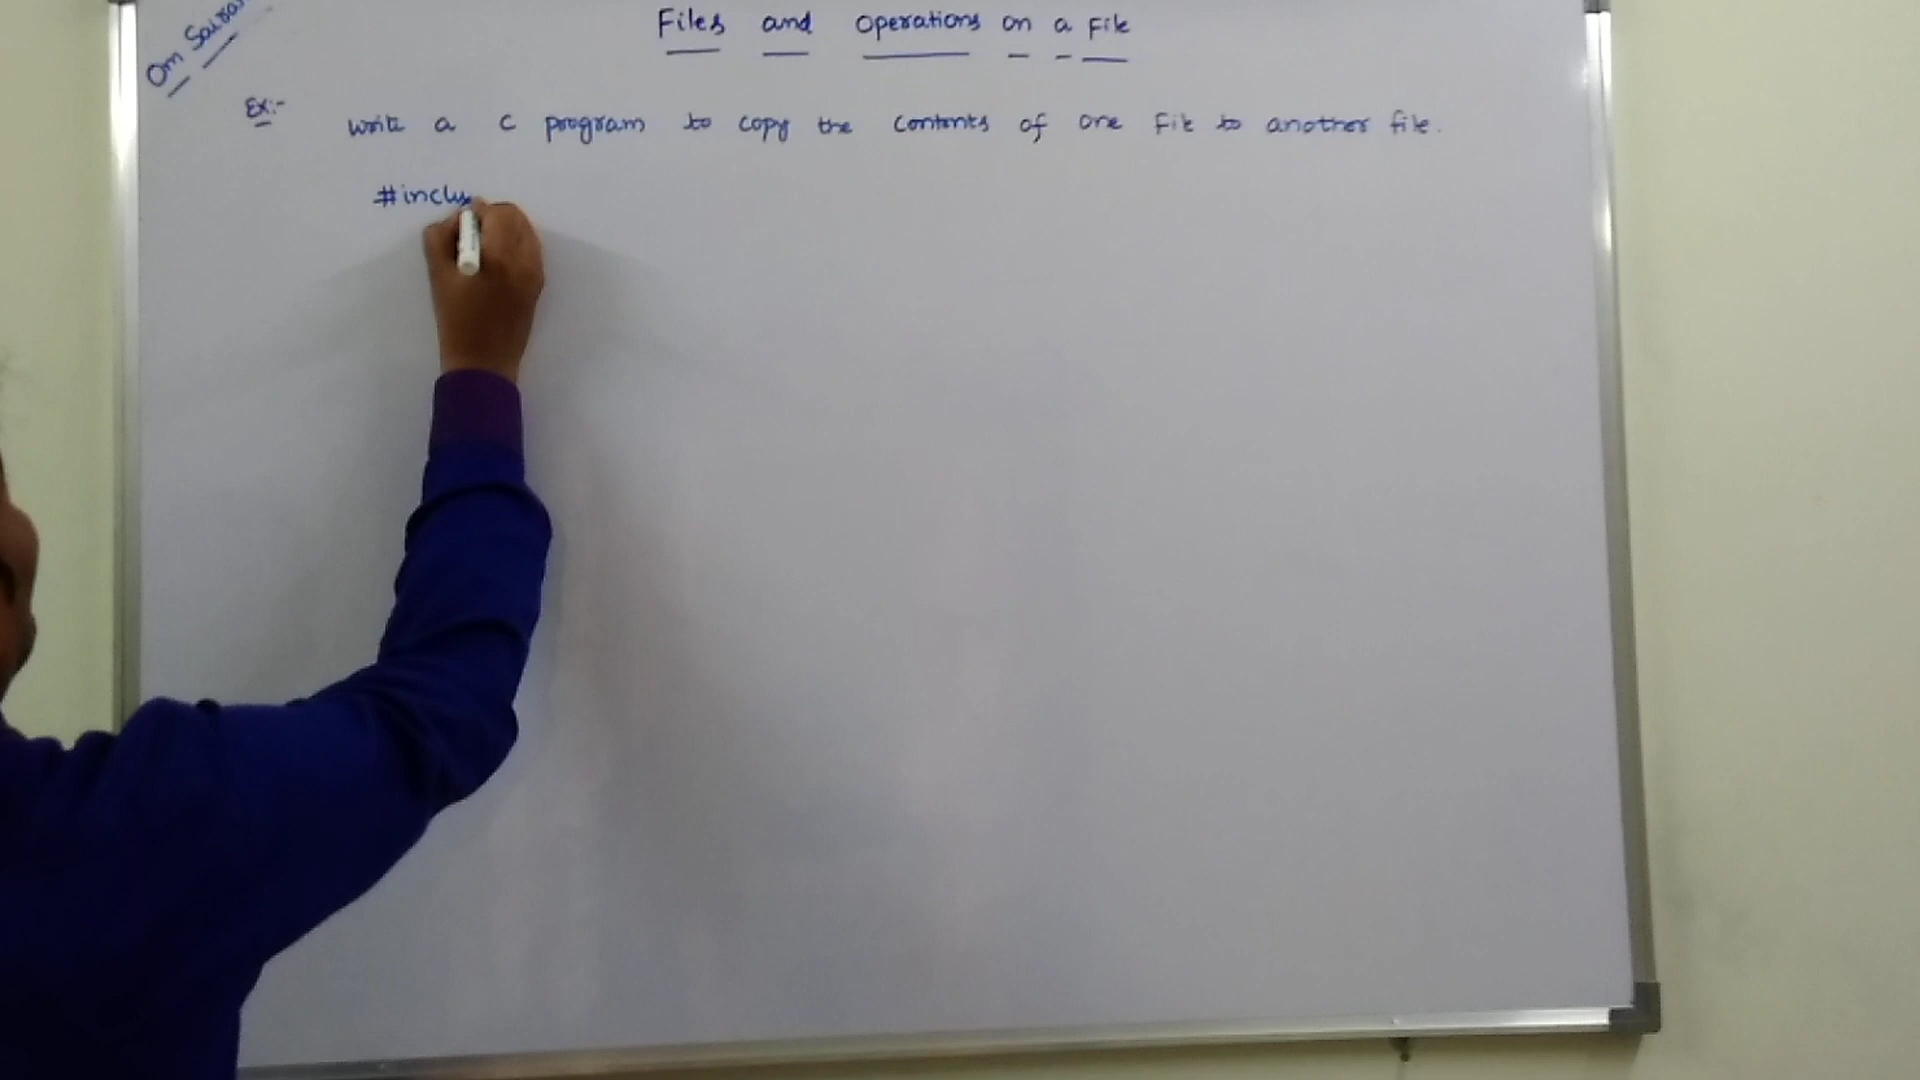 Om Sairam
Files and Operations on a File
Ex:-
Write a C program to copy the contents of one File to another file.
#inclu